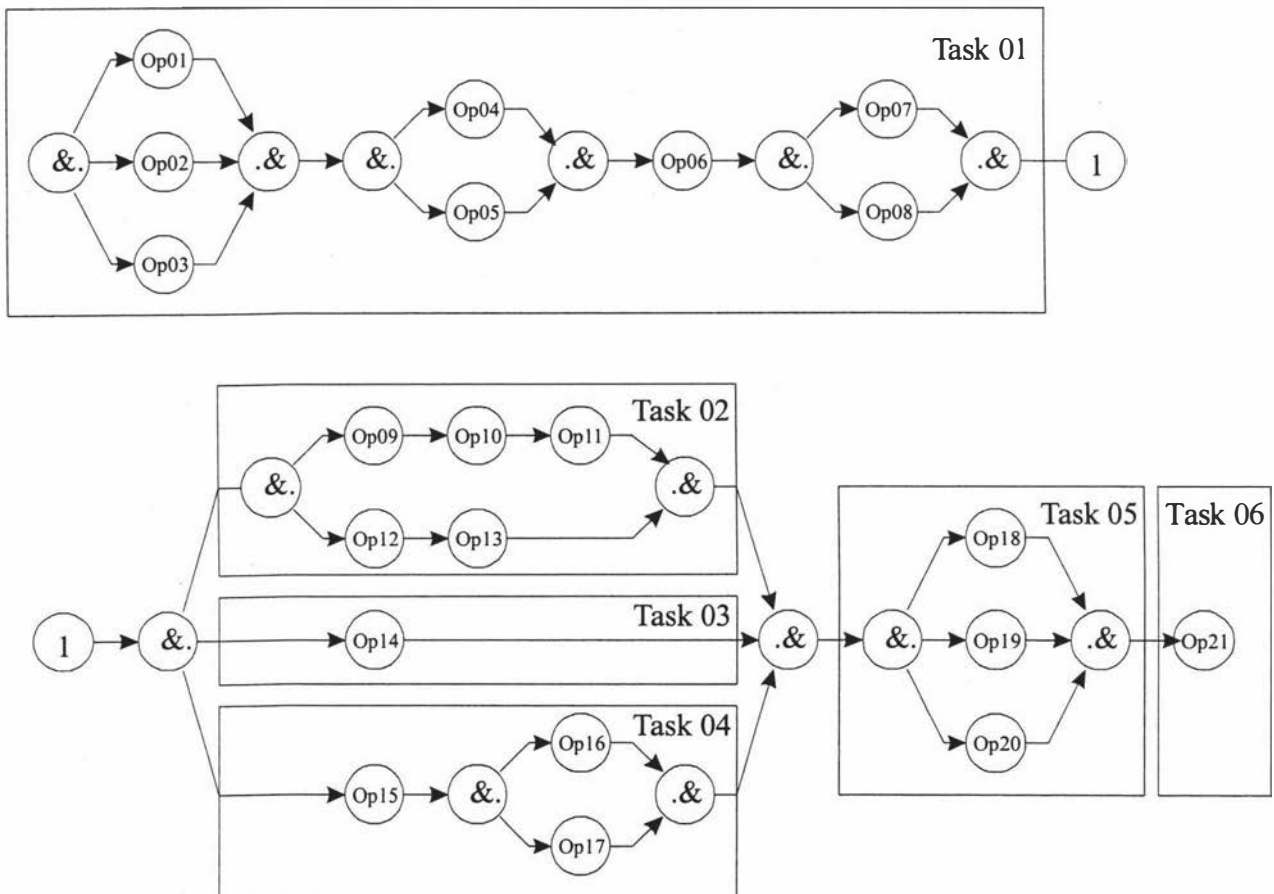 Task 01
Op01
Op04
Op07
&.
Op02
.&
&.
.&
Op06
&.
.&
1
Op05
Op08
Op03
Task 02
Op09
Op10
Op11
&.
.&
Op12
Op13
Task 05
Task 06
Op18
Task 03
1
&.
Op14
.&
&.
Op19
.&
Op21
Task 04
Op16
Op20
Op15
&.
.&
Op17